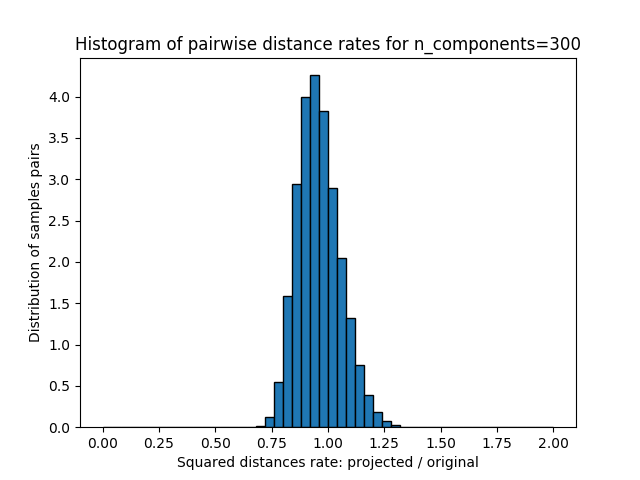 Histogram of pairwise distance rates for n_components=300
4.0
3.5
3.0
2.5
2.0
1.5
1.0
0.5
0.0
Distribution of samples pairs
0.00 0.25 0.50 0.75 1.00 1.25 1.50 1.75 2.00
Squared distances rate: projected / original